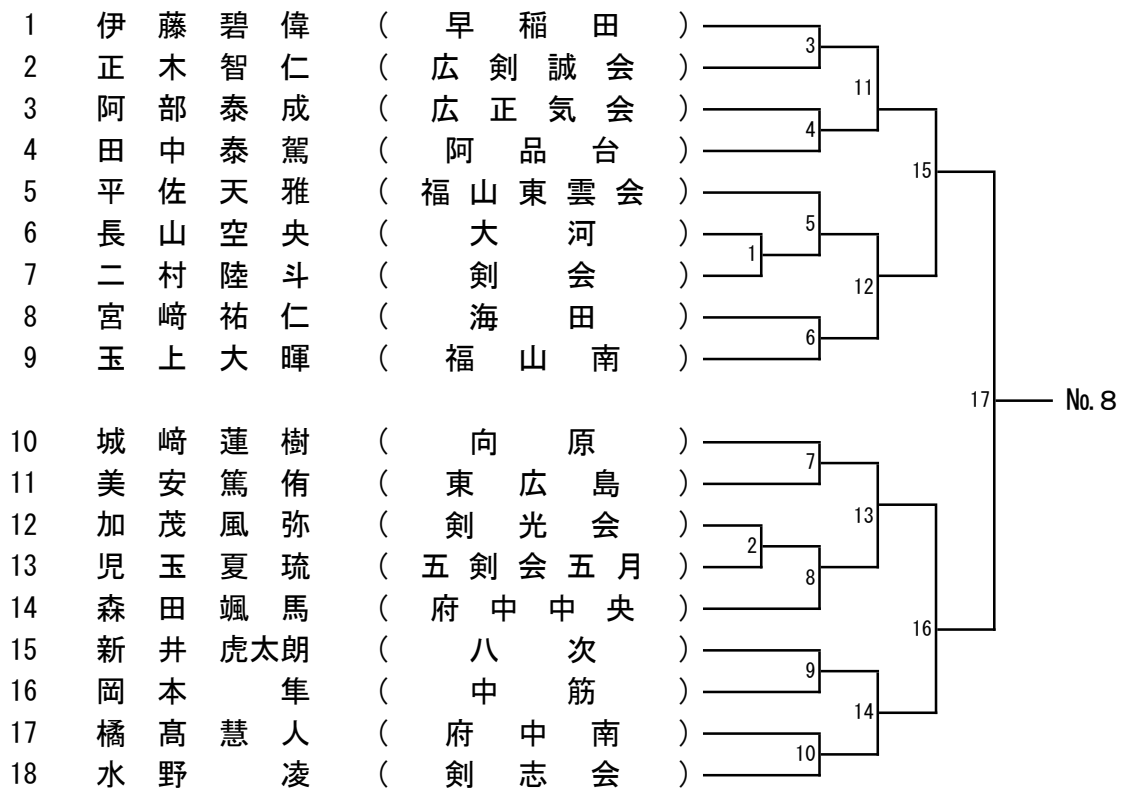 1 伊藤碧偉 (早稲田)
2 正木智仁 (広剣誠会)
3 阿部泰成 (広正気会)
4 田中泰駕 (阿品台)
5 平佐天雅 (福山東雲会)
6 長山空央 (大河)
7 二村陸斗 (剣会)
8 宮﨑祐仁 (海田)
9 玉上大暉 (福山南)
10 城﨑蓮樹 (向原)
11 美安篤侑 (東広島)
12 加茂風弥 (剣光会)
13 児玉夏琉 (五剣会五月)
14 森田颯馬 (府中中央)
15 新井虎太朗 (八次)
16 岡本隼 (中筋)
17 橘髙慧人 (府中南)
18 水野凌 (剣志会)
3
4
1
5
6
11
12
15
7
2
8
9
10
13
14
16
17
№8